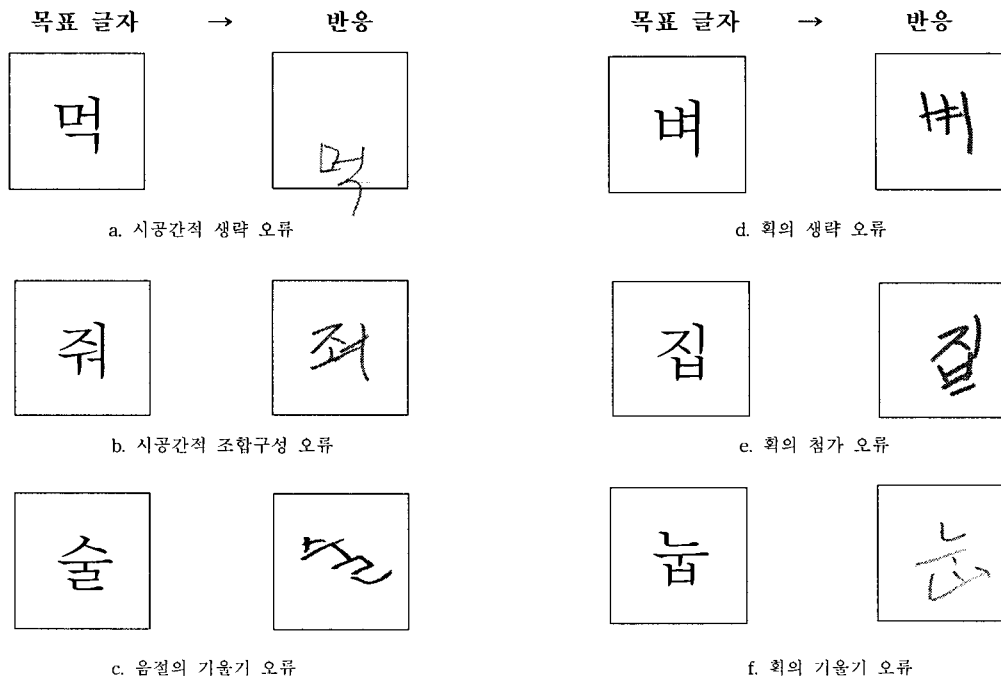 목표 글자 → 반응
먹 먹
a. 시공간적 생략 오류
줘 줘
b. 시공간적 조합구성 오류
술
c. 음절의 기울기 오류
목표 글자 → 반응
벼
d. 획의 생략 오류
집
e. 획의 첨가 오류
눕
f. 획의 기울기 오류